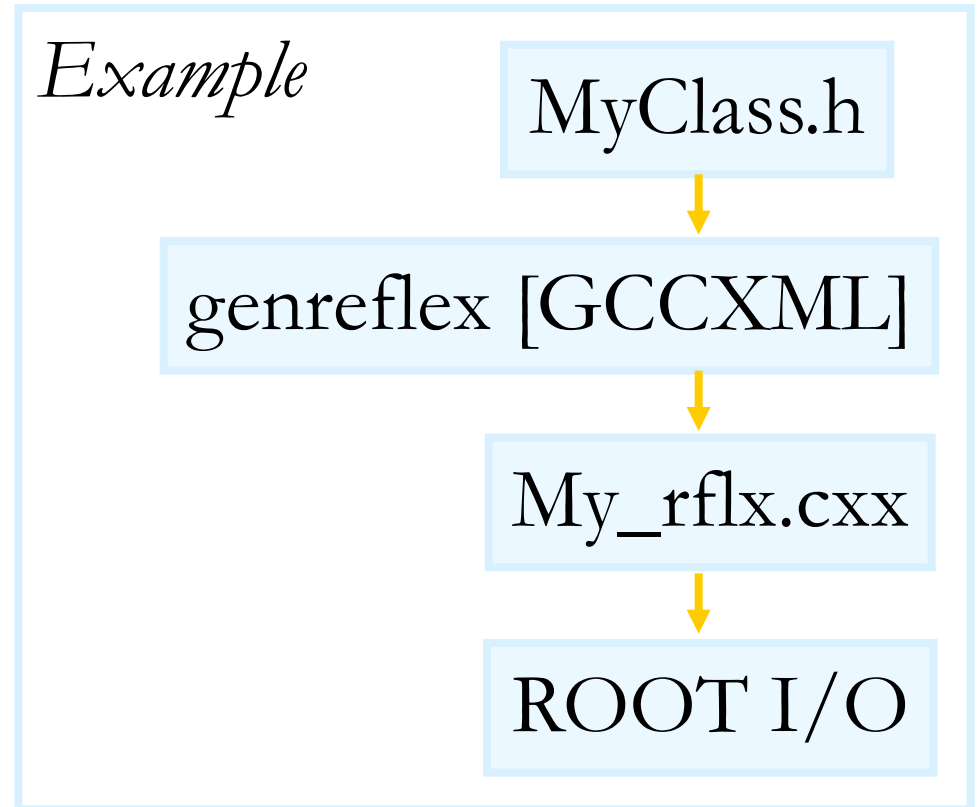 Example
MyClass.h
genreflex [GCCXML]
My_rflx.cxx
ROOT I/O